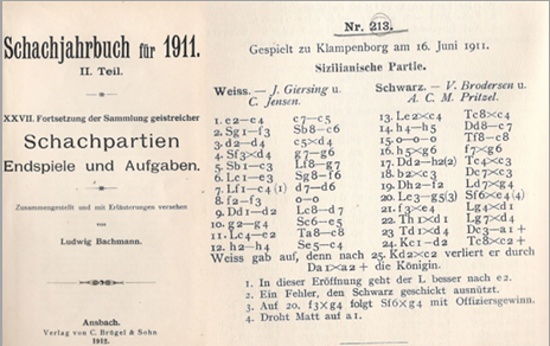 Schachjahrbuch für 1911.
II. Teil.
XXVII. Fortsetzung der Sammlung geistreicher
Schachpartien
Endspiele und Aufgaben.
Zusammengestellt und mit Erläuterungen versehen
von
Ludwig Bachmann.
Ansbach.
Verlag von C. Brügel & Sohn.
1912.
Nr. 213.
Gespielt zu Klampenborg am 16. Juni 1911.
Sizilianische Partie.
Weiss. — J. Giersing u.
C. Jensen.
Schwarz. — V. Brodersen u.
A. C. M. Pritzel.
1. e2—e4 c7—c5
2. Sg1—f3 Sb8—c6
3. d2—d4 c5×d4
4. Sf3×d4 g7—g6
5. Sb1—c3 Lf8—g7
6. Lc1—e3 Sg8—f6
7. Lf1—c4 (1) d7—d6
8. f2—f3 o—o
9. Dd1—d2 Lc8—d7
10. g2—g4 Sc6—e5
11. Lc4—e2 Ta8—c8
12. h2—h4 Se5—c4
13. Le2×c4 Tc8×c4
14. h4—h5 Dd8—c7
15. o—o—o Tf8—c8
16. h5×g6 f7×g6
17. Dd2—h2(2) Tc4×c3
18. b2×c3 Dc7×c3
19. Dh2—f2 Ld7×g4
20. Le3—g5(3) Sf6×e4(4)
21. f3×e4 Lg4×d1
22. Th1×d1 Lg7×d4
23. Td1×d4 Dc3—a1+
24. Kc1—d2 Tc8×c2+
Weiss gab auf, denn nach 25. Kd2×c2 verliert er durch
Da1×a2+ die Königin.
1. In dieser Eröffnung geht der L besser nach e2.
2. Ein Fehler, den Schwarz geschickt ausnützt.
3. Auf 20. f3×g4 folgt Sf6×g4 mit Offiziersgewinn.
4. Droht Matt auf a1.